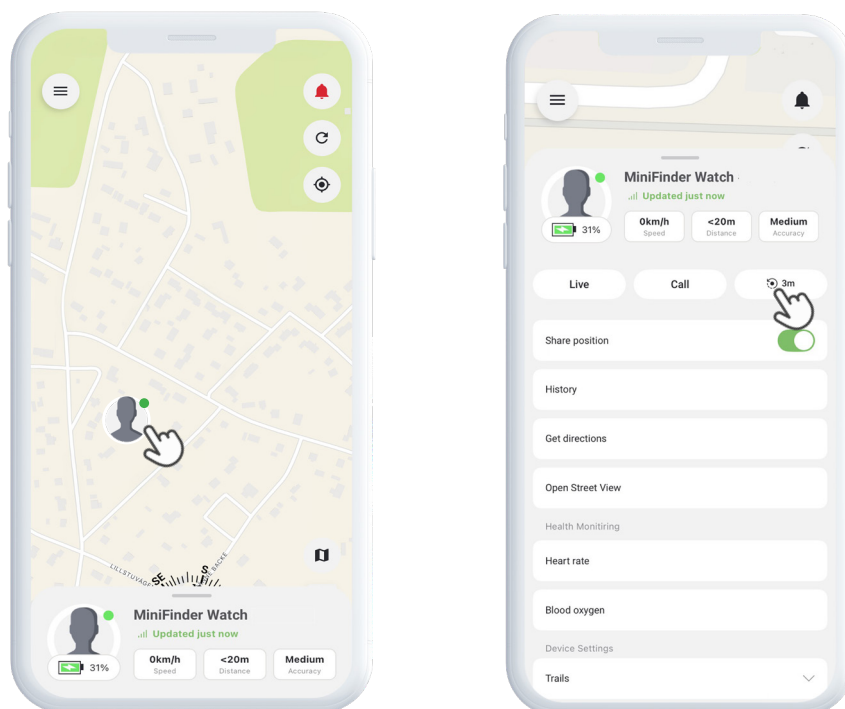 LILLSTUVÄGEN
SE
S
BACKE
MiniFinder Watch
Updated just now
31%
0km/h
Speed
<20m
Distance
Medium
Accuracy
MiniFinder Watch
Updated just now
31%
0km/h
Speed
<20m
Distance
Medium
Accuracy
Live
Call
3m
Share position
History
Get directions
Open Street View
Health Monitiring
Heart rate
Blood oxygen
Device Settings
Trails